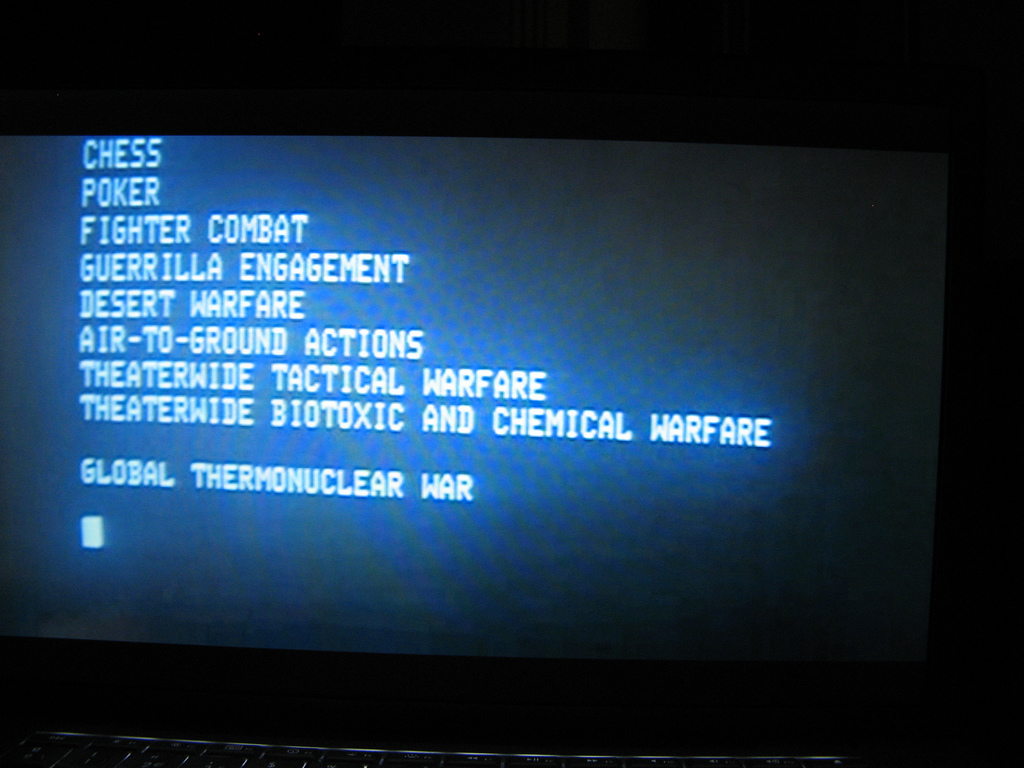 CHESS
POKER
FIGHTER COMBAT
GUERRILLA ENGAGEMENT
DESERT WARFARE
AIR-TO-GROUND ACTIONS
THEATERWIDE TACTICAL WARFARE
THEATERWIDE BIOTOXIC AND CHEMICAL WARFARE
GLOBAL THERMONUCLEAR WAR